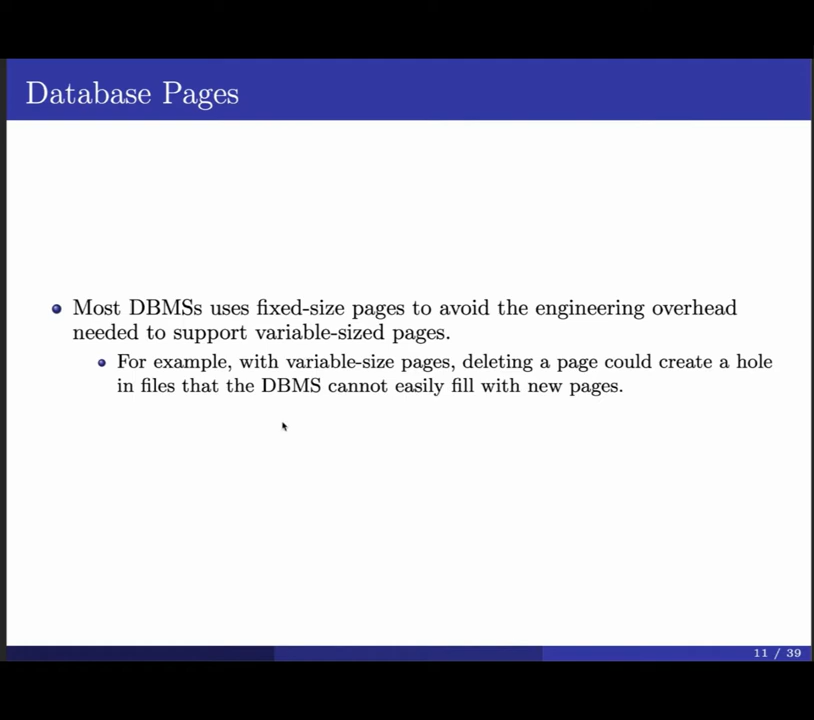 Database Pages
Most DBMSs uses fixed-size pages to avoid the engineering overhead
needed to support variable-sized pages.
For example, with variable-size pages, deleting a page could create a hole
in files that the DBMS cannot easily fill with new pages.
11 / 39